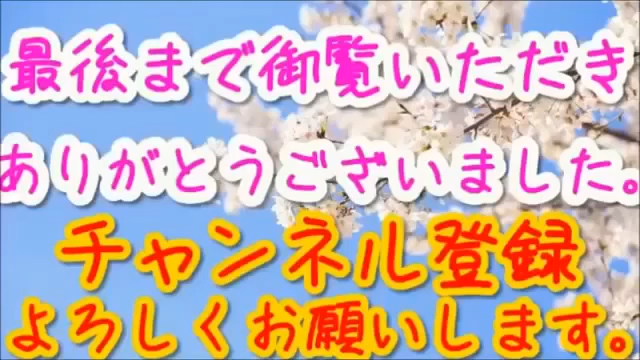 最後まで御覧いただき
ありがとうございました。
チャンネル登録
よろしくお願いします。